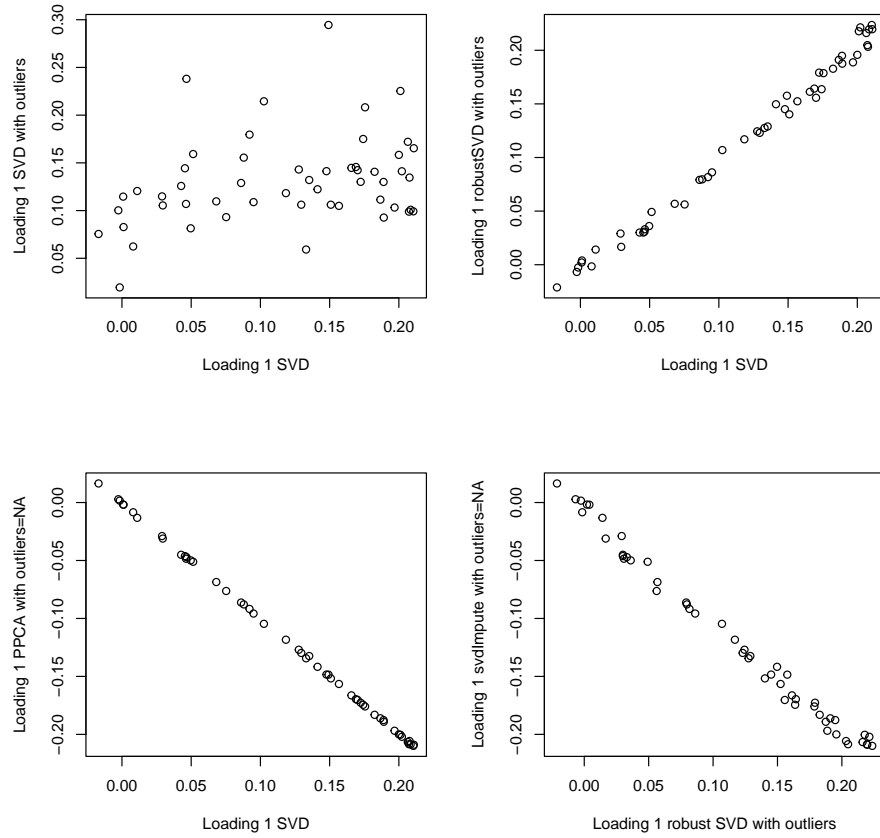 0.00 0.05 0.10 0.15 0.20
0.05 0.10 0.15 0.20 0.25 0.30
Loading 1 SVD
Loading 1 SVD with outliers
0.00 0.05 0.10 0.15 0.20
0.00 0.05 0.10 0.15 0.20
Loading 1 SVD
Loading 1 robustSVD with outliers
0.00 0.05 0.10 0.15 0.20
−0.20 −0.15 −0.10 −0.05 0.00
Loading 1 SVD
Loading 1 PPCA with outliers=NA
0.00 0.05 0.10 0.15 0.20
−0.20 −0.15 −0.10 −0.05 0.00
Loading 1 robust SVD with outliers
Loading 1 svdImpute with outliers=NA